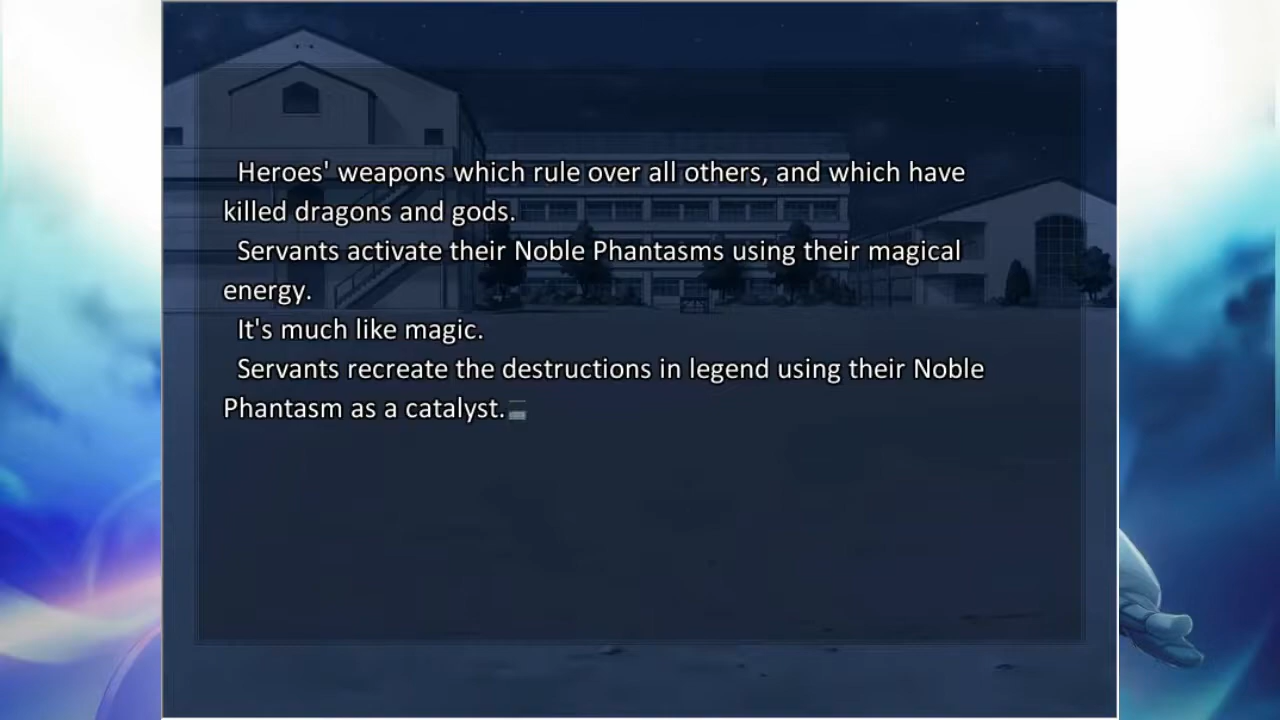 Heroes' weapons which rule over all others, and which have
killed dragons and gods.
Servants activate their Noble Phantasms using their magical
energy.
It's much like magic.
Servants recreate the destructions in legend using their Noble
Phantasm as a catalyst.